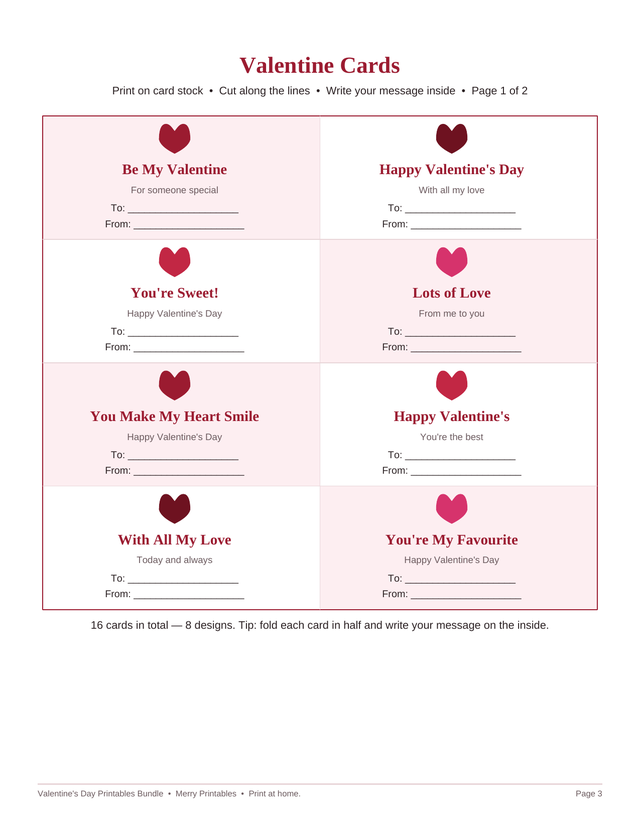 Valentine Cards
Print on card stock • Cut along the lines • Write your message inside • Page 1 of 2
Be My Valentine
For someone special
To: ____________________
From: ____________________
Happy Valentine's Day
With all my love
To: ____________________
From: ____________________
You're Sweet!
Happy Valentine's Day
To: ____________________
From: ____________________
Lots of Love
From me to you
To: ____________________
From: ____________________
You Make My Heart Smile
Happy Valentine's Day
To: ____________________
From: ____________________
Happy Valentine's
You're the best
To: ____________________
From: ____________________
With All My Love
Today and always
To: ____________________
From: ____________________
You're My Favourite
Happy Valentine's Day
To: ____________________
From: ____________________
16 cards in total — 8 designs. Tip: fold each card in half and write your message on the inside.
Valentine's Day Printables Bundle • Merry Printables • Print at home.
Page 3